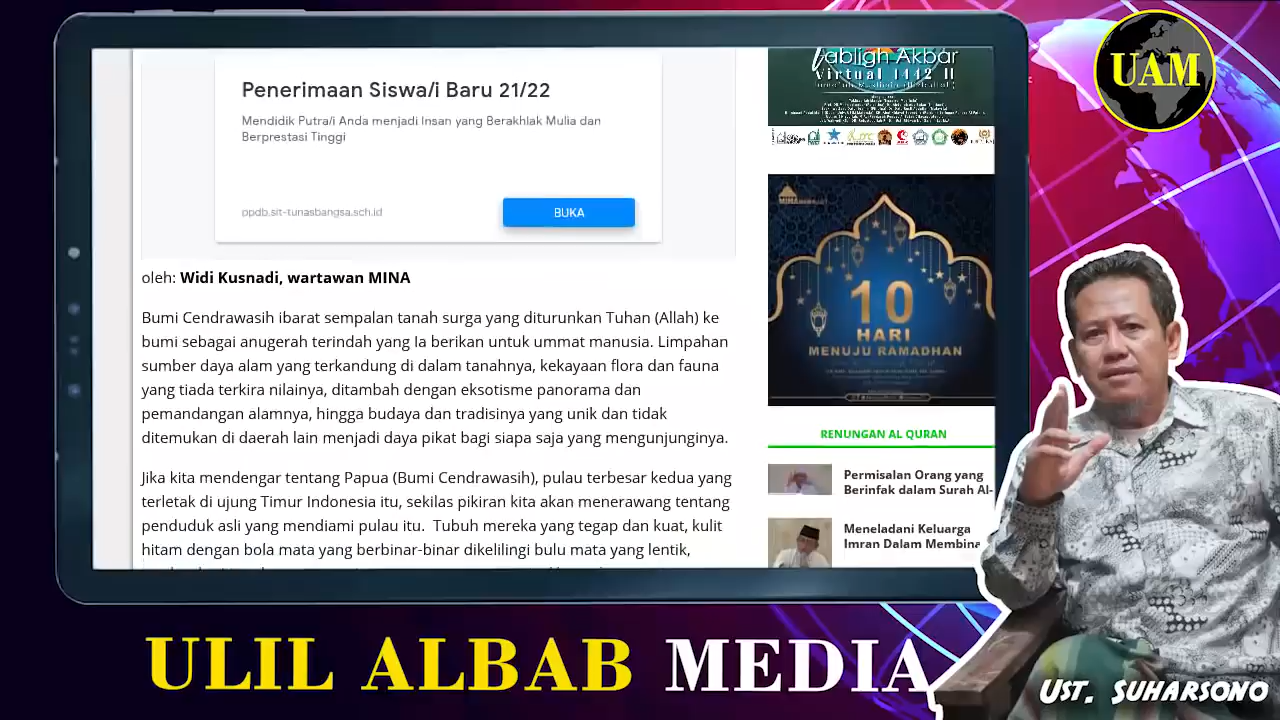 Penerimaan Siswa/i Baru 21/22
Mendidik Putra/i Anda menjadi Insan yang Berakhlak Mulia dan
Berprestasi Tinggi
ppdb.sit-tunasbangsa.sch.id
BUKA
oleh: Widi Kusnadi, wartawan MINA
Bumi Cendrawasih ibarat sempalan tanah surga yang diturunkan Tuhan (Allah) ke
bumi sebagai anugerah terindah yang Ia berikan untuk ummat manusia. Limpahan
sumber daya alam yang terkandung di dalam tanahnya, kekayaan flora dan fauna
yang tidak terkira nilainya, ditambah dengan eksotisme panorama dan
pemandangan alamnya, hingga budaya dan tradisinya yang unik dan tidak
ditemukan di daerah lain menjadi daya pikat bagi siapa saja yang mengunjunginya.
Jika kita mendengar tentang Papua (Bumi Cendrawasih), pulau terbesar kedua yang
terletak di ujung Timur Indonesia itu, sekilas pikiran kita akan menerawang tentang
penduduk asli yang mendiami pulau itu. Tubuh mereka yang tegap dan kuat, kulit
hitam dengan bola mata yang berbinar-binar dikelilingi bulu mata yang lentik,
Tabligh Akbar
Virtual 1442 H
10
HARI
MENUJU RAMADHAN
RENUNGAN AL QURAN
Permisalan Orang yang
Berinfak dalam Surah Al-
Meneladani Keluarga
Imran Dalam Membina
UAM
ULIL ALBAB MEDIA
UST. SUHARSONO